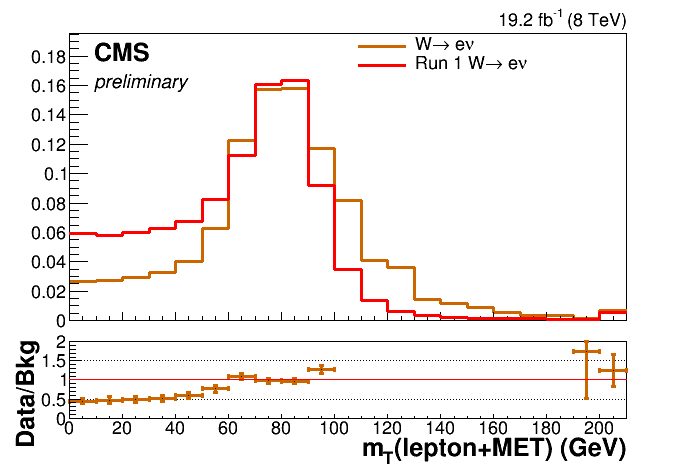 19.2 fb⁻¹ (8 TeV)
CMS
preliminary
W→ eν
Run 1 W→ eν
0.18
0.16
0.14
0.12
0.1
0.08
0.06
0.04
0.02
0
Data/Bkg
2
1.5
1
0.5
0
0 20 40 60 80 100 120 140 160 180 200
m_T(lepton+MET) (GeV)